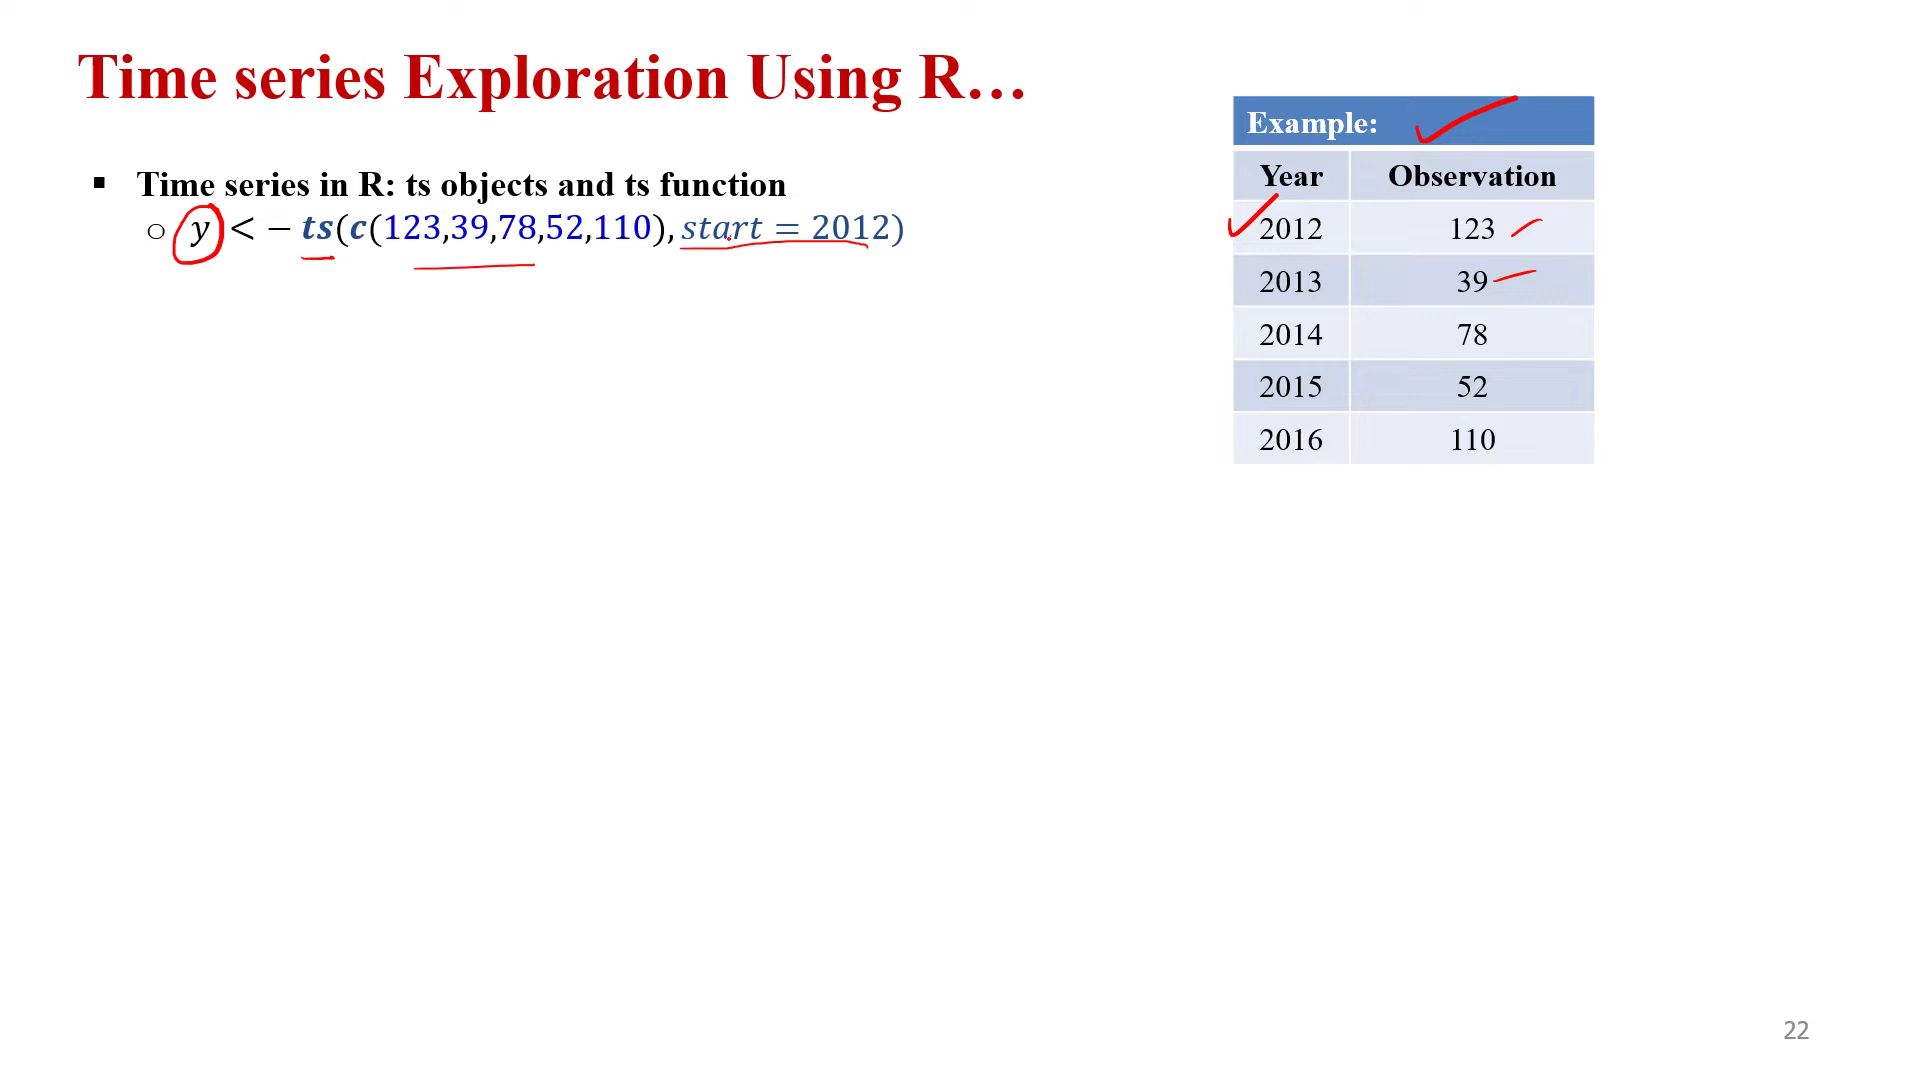 Time series Exploration Using R…
▪ Time series in R: ts objects and ts function
○ y < − ts(c(123,39,78,52,110), start = 2012)
Example:
Year Observation
2012 123
2013 39
2014 78
2015 52
2016 110
22